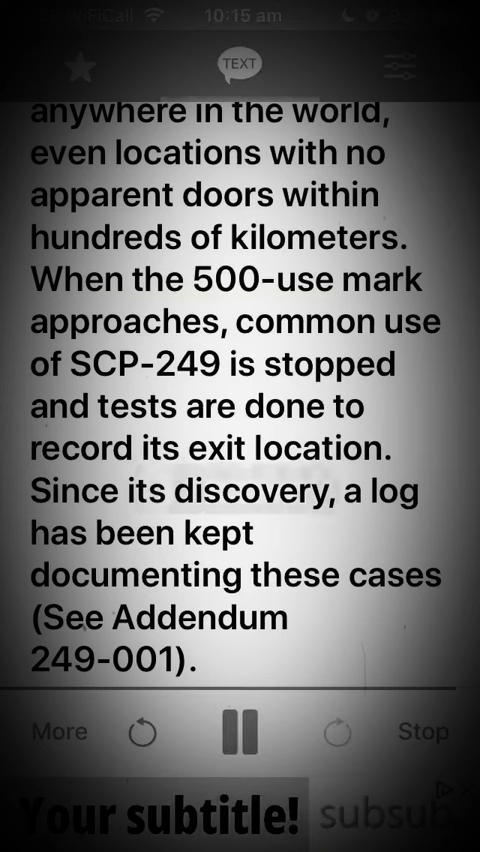 WiFiCall 10:15 am
TEXT
anywhere in the world,
even locations with no
apparent doors within
hundreds of kilometers.
When the 500-use mark
approaches, common use
of SCP-249 is stopped
and tests are done to
record its exit location.
Since its discovery, a log
has been kept
documenting these cases
(See Addendum
249-001).
More Stop
Your subtitle! subsub